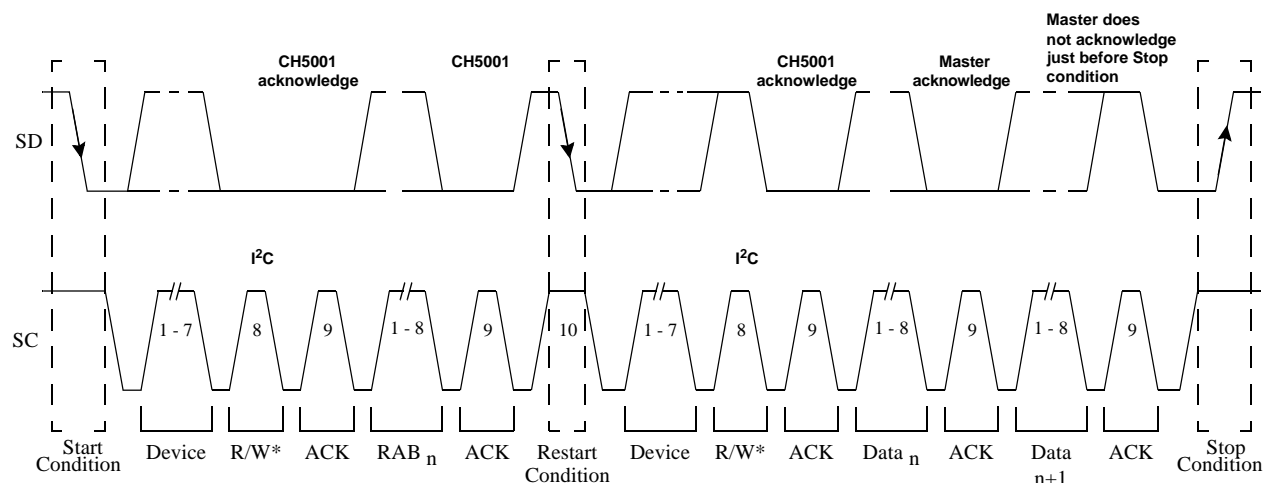 CH5001
acknowledge
CH5001
CH5001
acknowledge
Master
acknowledge
Master does
not acknowledge
just before Stop
condition
SD
I²C
I²C
SC
1 - 7
8
9
1 - 8
9
10
1 - 7
8
9
1 - 8
9
1 - 8
9
Start
Condition
Device
R/W*
ACK
RAB n
ACK
Restart
Condition
Device
R/W*
ACK
Data n
ACK
Data
n+1
ACK
Stop
Condition